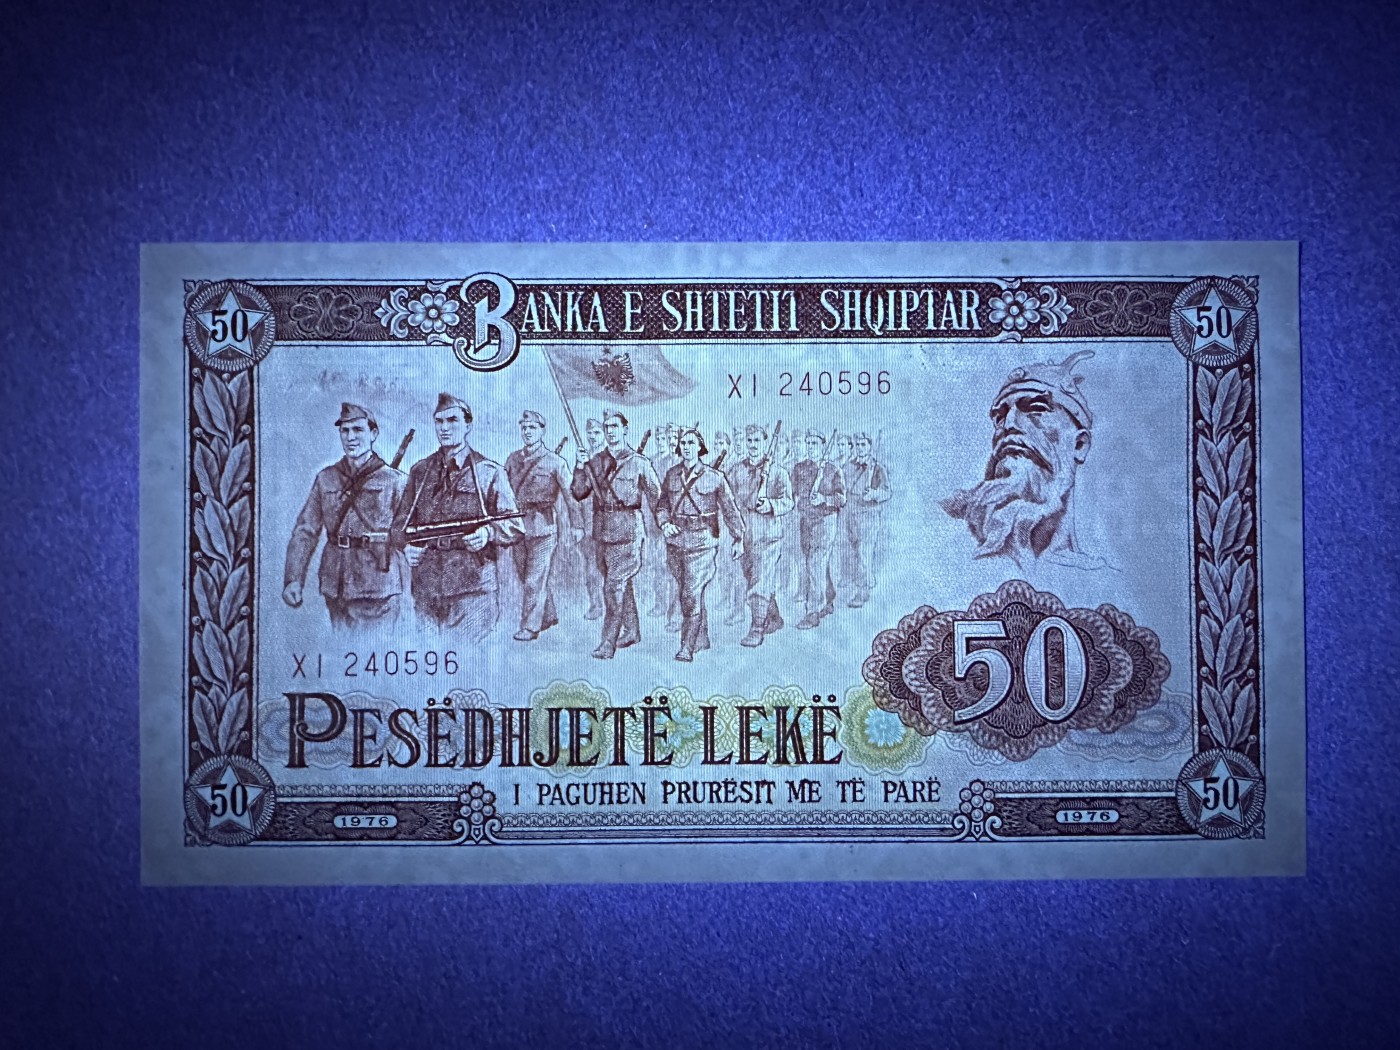 50 BANKA E SHTETIT SHQIPTAR 50
XI 240596
XI 240596
50
PESËDHJETË LEKË
I PAGUHEN PRURËSIT ME TË PARË
50 50
1976 1976